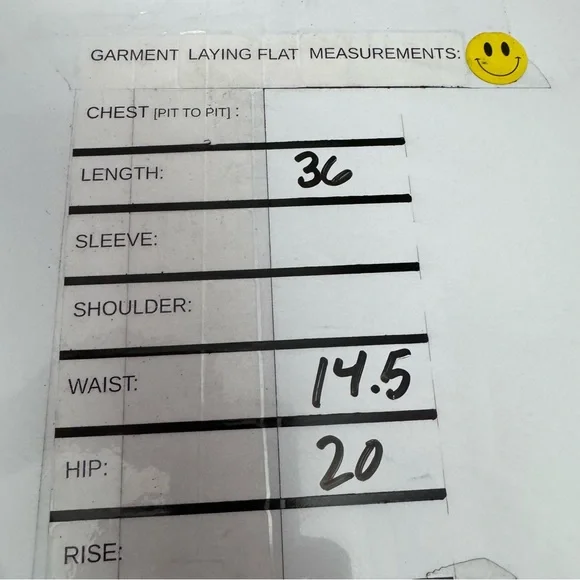 GARMENT LAYING FLAT MEASUREMENTS:
CHEST [PIT TO PIT] :
LENGTH: 36
SLEEVE:
SHOULDER:
WAIST: 14.5
HIP: 20
RISE: